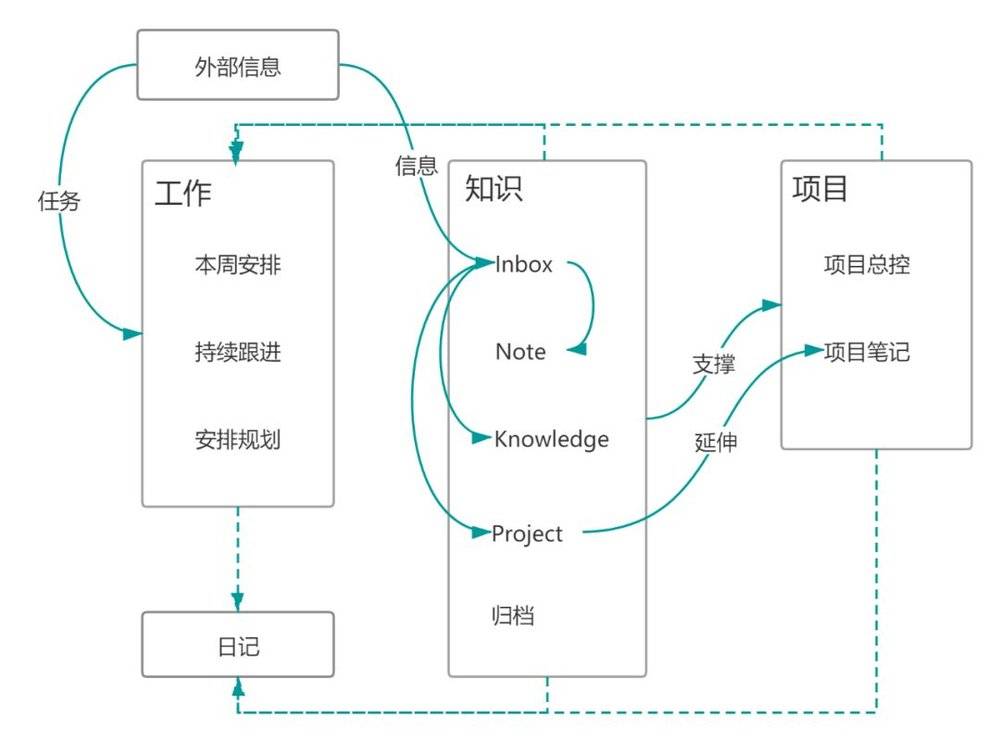 外部信息
任务
信息
工作
本周安排
持续跟进
安排规划
日记
知识
Inbox
Note
Knowledge
Project
归档
支撑
延伸
项目
项目总控
项目笔记